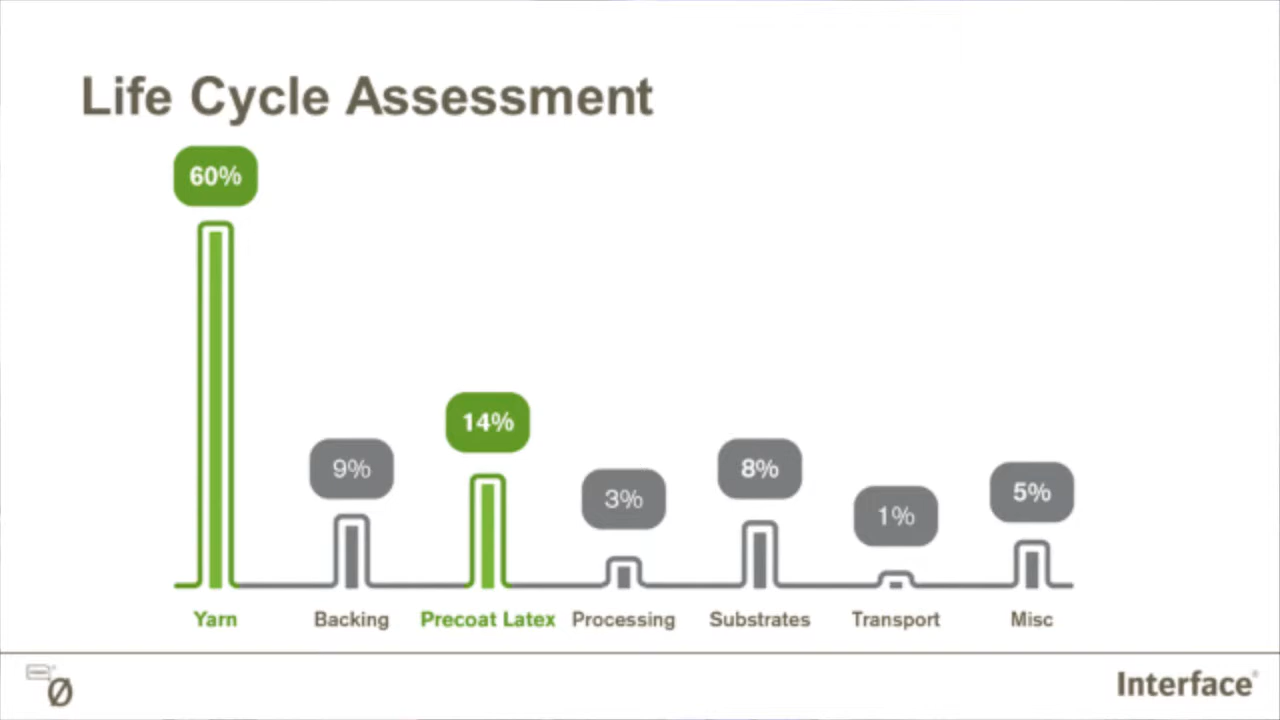 Life Cycle Assessment
60%
9%
14%
3%
8%
1%
5%
Yarn
Backing
Precoat Latex
Processing
Substrates
Transport
Misc
Ø
Interface